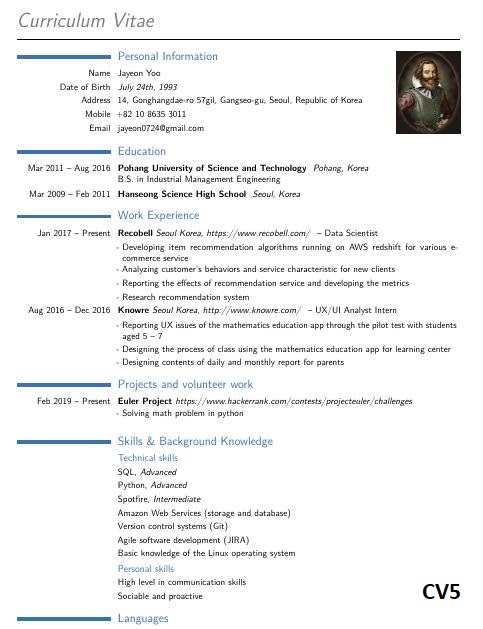 Curriculum Vitae
Personal Information
Name Jayeon Yoo
Date of Birth July 24th, 1993
Address 14, Gonghangdae-ro 57gil, Gangseo-gu, Seoul, Republic of Korea
Mobile +82 10 8635 3011
Email jayeon0724@gmail.com
Education
Mar 2011 – Aug 2016 Pohang University of Science and Technology Pohang, Korea
B.S. in Industrial Management Engineering
Mar 2009 – Feb 2011 Hanseong Science High School Seoul, Korea
Work Experience
Jan 2017 – Present Recobell Seoul Korea, https://www.recobell.com/ – Data Scientist
- Developing item recommendation algorithms running on AWS redshift for various e-
commerce service
- Analyzing customer's behaviors and service characteristic for new clients
- Reporting the effects of recommendation service and developing the metrics
- Research recommendation system
Aug 2016 – Dec 2016 Knowre Seoul Korea, http://www.knowre.com/ – UX/UI Analyst Intern
- Reporting UX issues of the mathematics education app through the pilot test with students
aged 5 – 7
- Designing the process of class using the mathematics education app for learning center
- Designing contents of daily and monthly report for parents
Projects and volunteer work
Feb 2019 – Present Euler Project https://www.hackerrank.com/contests/projecteuler/challenges
- Solving math problem in python
Skills & Background Knowledge
Technical skills
SQL, Advanced
Python, Advanced
Spotfire, Intermediate
Amazon Web Services (storage and database)
Version control systems (Git)
Agile software development (JIRA)
Basic knowledge of the Linux operating system
Personal skills
High level in communication skills
Sociable and proactive
CV5
Languages